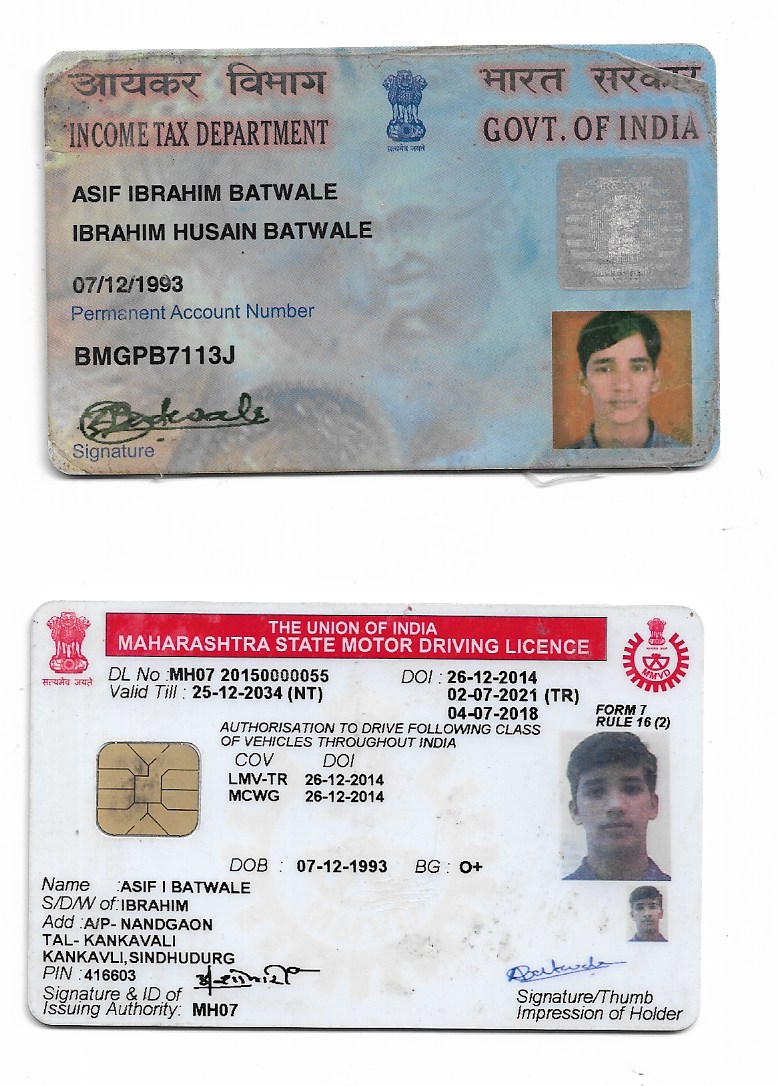 आयकर विभाग
भारत सरकार
INCOME TAX DEPARTMENT
GOVT. OF INDIA
सत्यमेव जयते
ASIF IBRAHIM BATWALE
IBRAHIM HUSAIN BATWALE
07/12/1993
Permanent Account Number
BMGPB7113J
Batwale
Signature
THE UNION OF INDIA
MAHARASHTRA STATE MOTOR DRIVING LICENCE
सत्यमेव जयते
MMVD
DL No : MH07 20150000055 DOI : 26-12-2014
Valid Till : 25-12-2034 (NT) 02-07-2021 (TR)
04-07-2018
FORM 7
RULE 16 (2)
AUTHORISATION TO DRIVE FOLLOWING CLASS
OF VEHICLES THROUGHOUT INDIA
COV DOI
LMV-TR 26-12-2014
MCWG 26-12-2014
DOB : 07-12-1993 BG : O+
Name : ASIF I BATWALE
S/D/W of : IBRAHIM
Add : A/P- NANDGAON
TAL- KANKAVALI
KANKAVLI,SINDHUDURG
PIN : 416603
Signature & ID of
Issuing Authority: MH07
Signature/Thumb
Impression of Holder